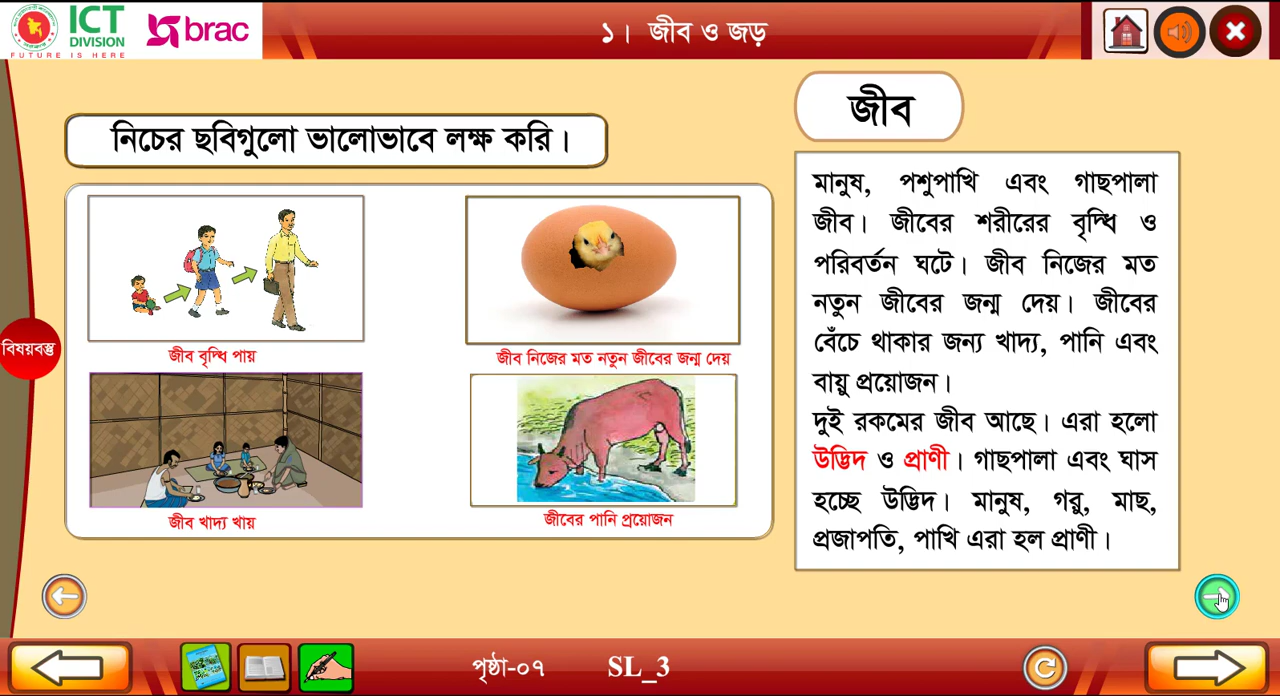 ICT
DIVISION
FUTURE IS HERE
brac
১। জীব ও জড়
জীব
নিচের ছবিগুলো ভালোভাবে লক্ষ করি।
জীব বৃদ্ধি পায়
জীব নিজের মত নতুন জীবের জন্ম দেয়
জীব খাদ্য খায়
জীবের পানি প্রয়োজন
বিষয়বস্তু
মানুষ, পশুপাখি এবং গাছপালা
জীব। জীবের শরীরের বৃদ্ধি ও
পরিবর্তন ঘটে। জীব নিজের মত
নতুন জীবের জন্ম দেয়। জীবের
বেঁচে থাকার জন্য খাদ্য, পানি এবং
বায়ু প্রয়োজন।
দুই রকমের জীব আছে। এরা হলো
উদ্ভিদ ও প্রাণী। গাছপালা এবং ঘাস
হচ্ছে উদ্ভিদ। মানুষ, গরু, মাছ,
প্রজাপতি, পাখি এরা হল প্রাণী।
পৃষ্ঠা-০৭
SL_3